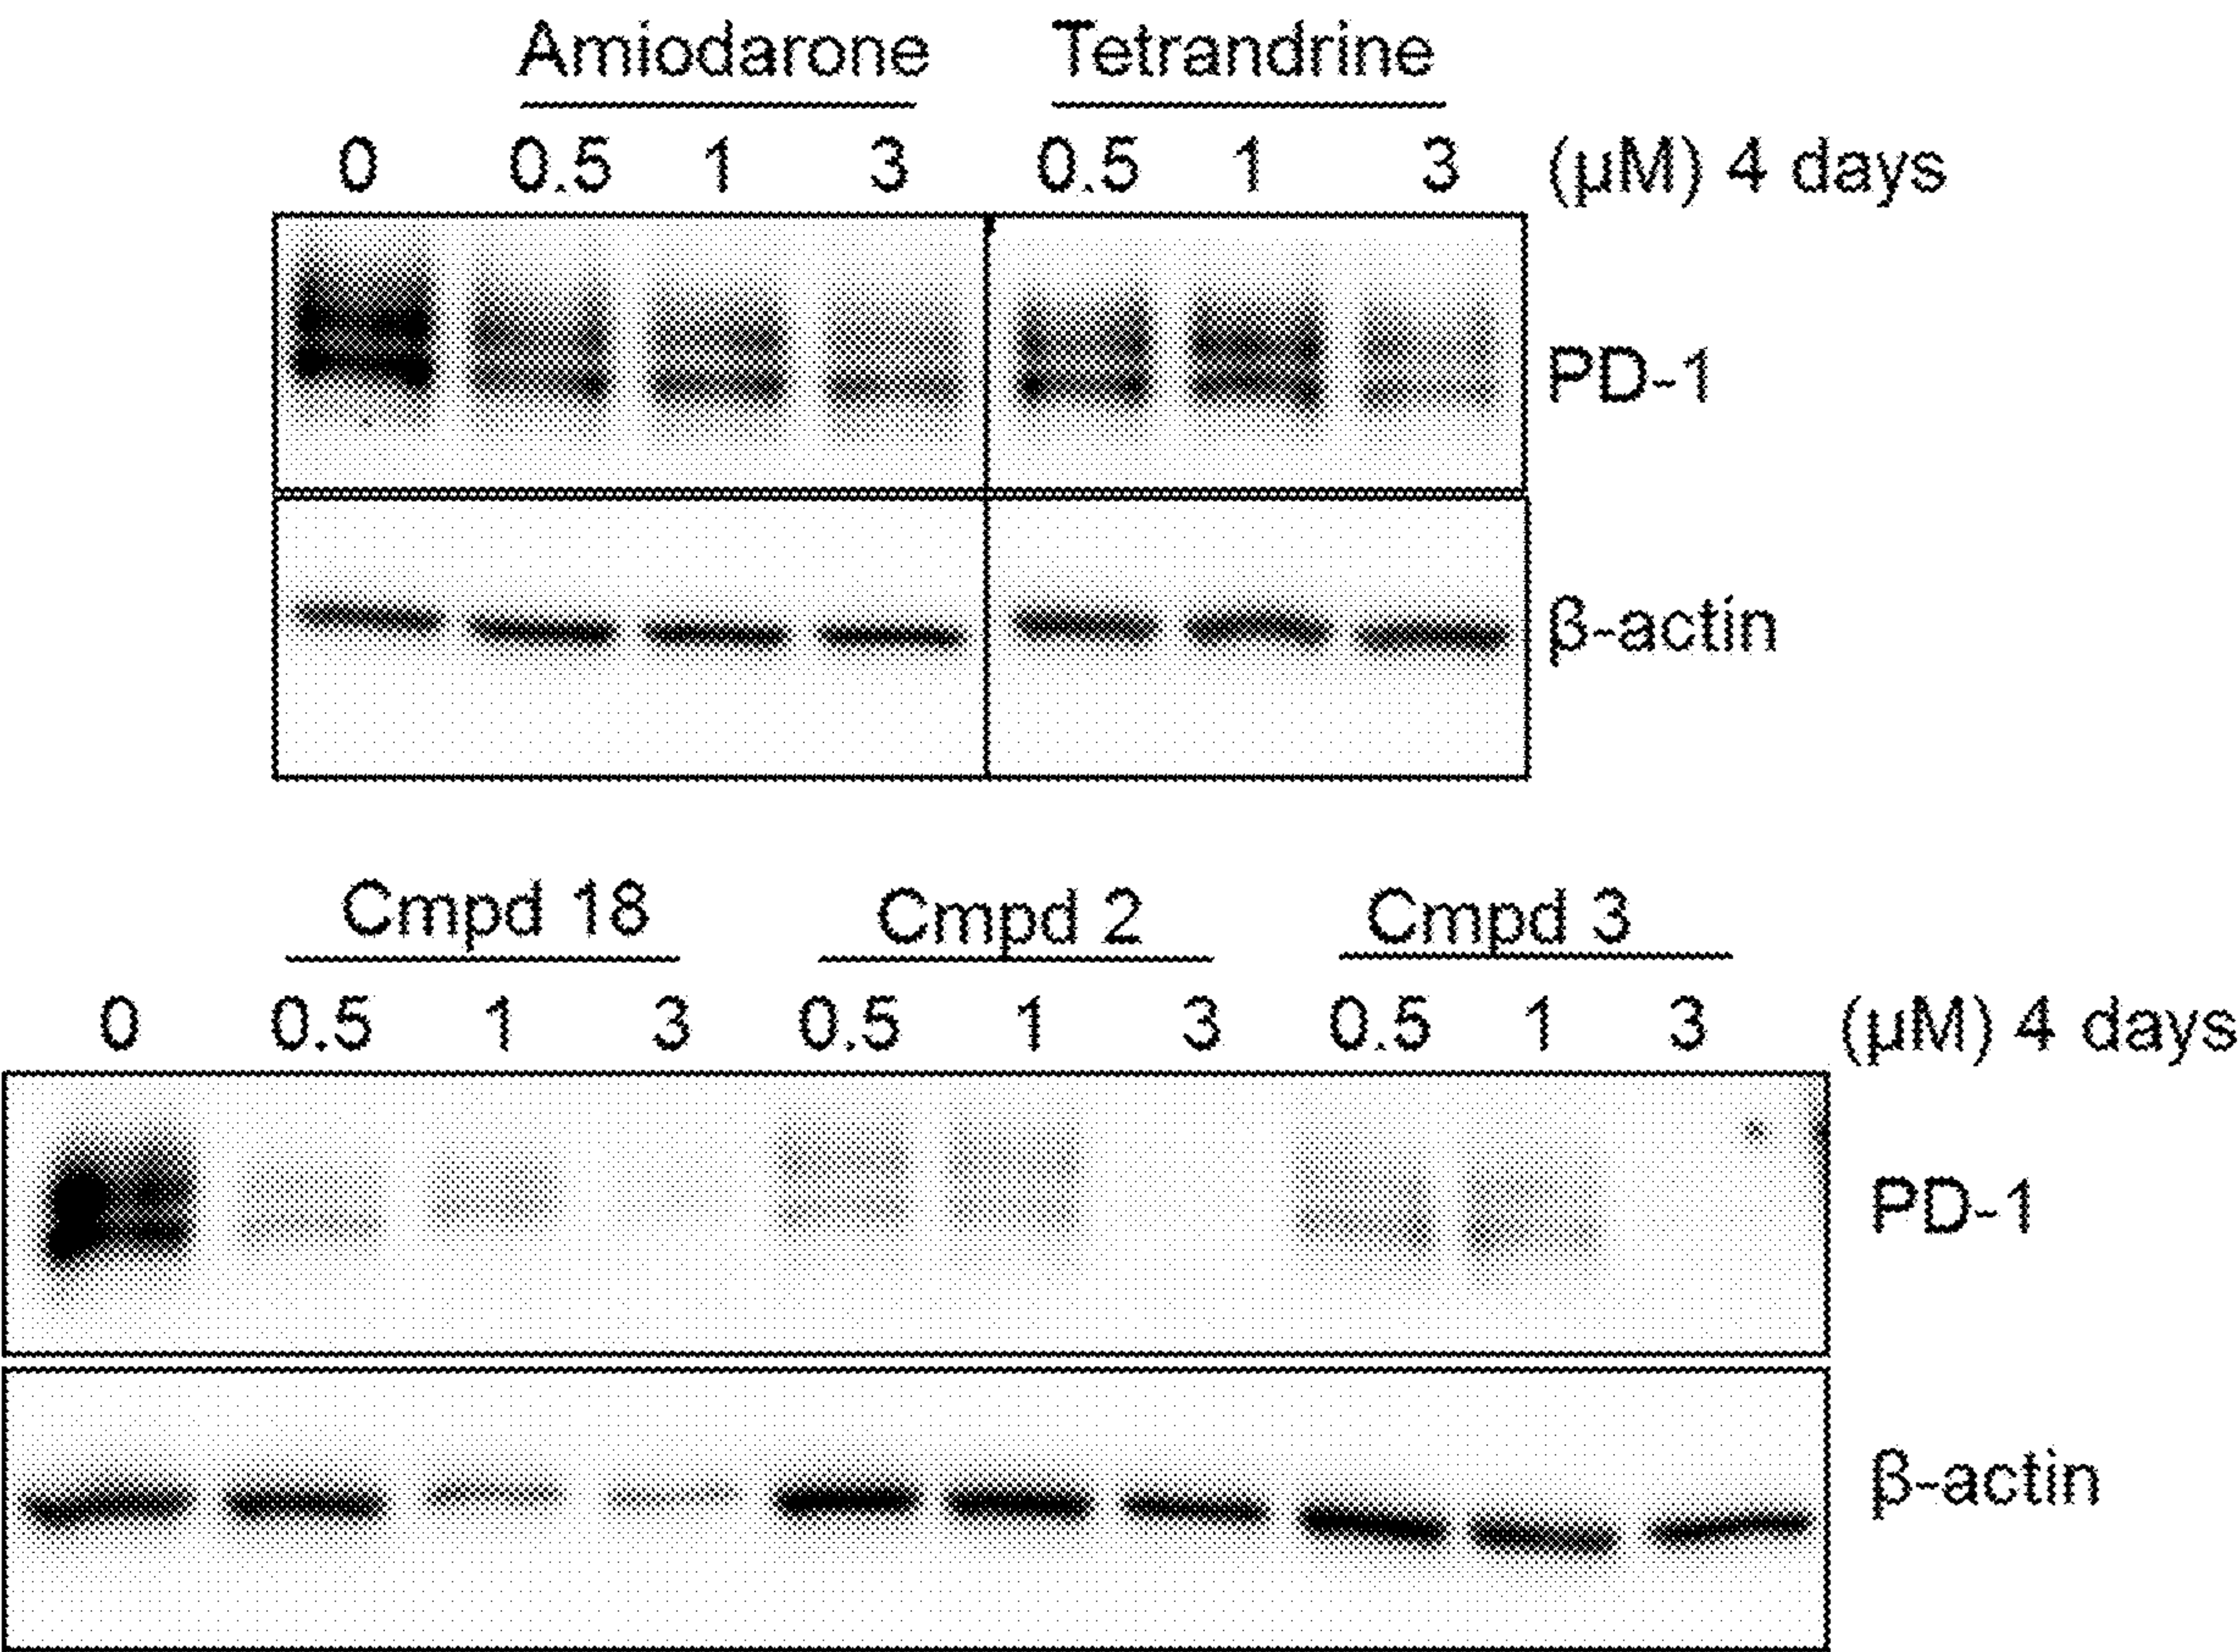 Amiodarone Tetrandrine
0 0.5 1 3 0.5 1 3 (μM) 4 days
PD-1
β-actin
Cmpd 18 Cmpd 2 Cmpd 3
0 0.5 1 3 0.5 1 3 0.5 1 3 (μM) 4 days
PD-1
β-actin